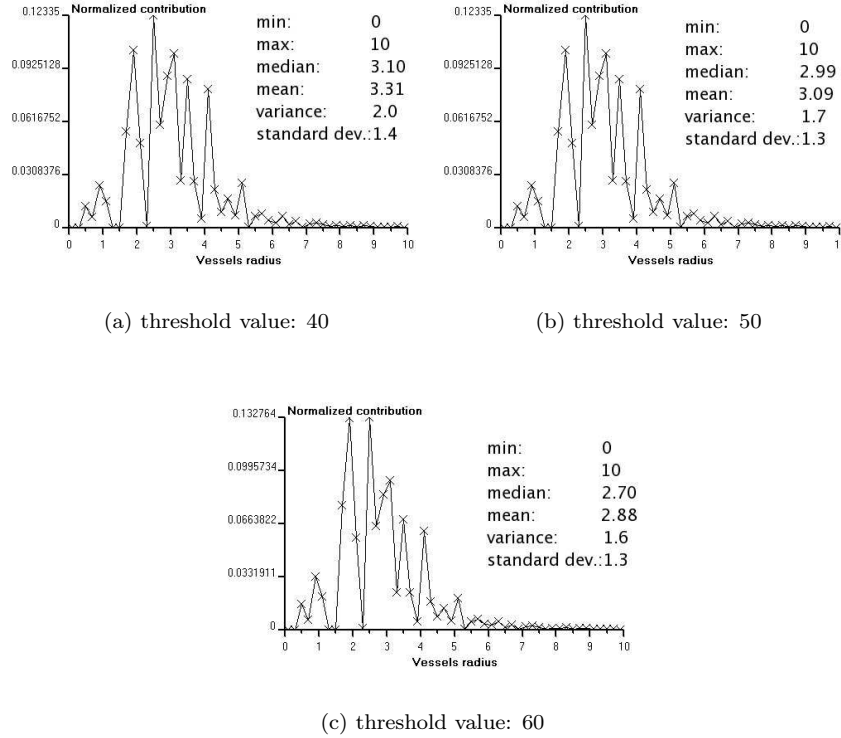 Normalized contribution
0.12335
0.0925128
0.0616752
0.0308376
0
0 1 2 3 4 5 6 7 8 9 10
Vessels radius
min: 0
max: 10
median: 3.10
mean: 3.31
variance: 2.0
standard dev.:1.4
(a) threshold value: 40
Normalized contribution
0.12335
0.0925128
0.0616752
0.0308376
0
0 1 2 3 4 5 6 7 8 9 1
Vessels radius
min: 0
max: 10
median: 2.99
mean: 3.09
variance: 1.7
standard dev.:1.3
(b) threshold value: 50
Normalized contribution
0.132764
0.0995734
0.0663822
0.0331911
0
0 1 2 3 4 5 6 7 8 9 10
Vessels radius
min: 0
max: 10
median: 2.70
mean: 2.88
variance: 1.6
standard dev.:1.3
(c) threshold value: 60